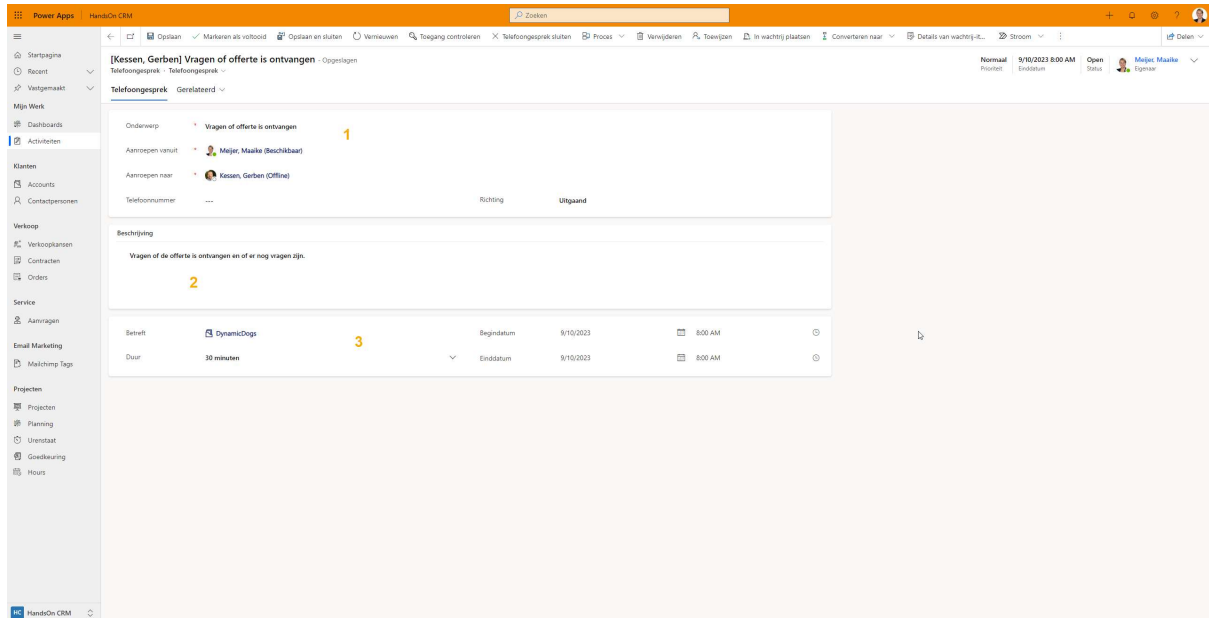 Power Apps HandsOn CRM Zoeken
Opslaan Markeren als voltooid Opslaan en sluiten Vernieuwen Toegang controleren Telefoongesprek sluiten Proces Verwijderen Toewijzen In wachtrij plaatsen Converteren naar Details van wachtrij-it... Stroom Delen
Startpagina
Recent
Vastgemaakt
Mijn Werk
Dashboards
Activiteiten
Klanten
Accounts
Contactpersonen
Verkoop
Verkoopkansen
Contracten
Orders
Service
Aanvragen
Email Marketing
Mailchimp Tags
Projecten
Projecten
Planning
Urenstaat
Goedkeuring
Hours
HC HandsOn CRM
[Kessen, Gerben] Vragen of offerte is ontvangen - Opgeslagen
Telefoongesprek · Telefoongesprek
Normaal 9/10/2023 8:00 AM Open Meijer, Maaike
Prioriteit Einddatum Status Eigenaar
Telefoongesprek Gerelateerd
Onderwerp * Vragen of offerte is ontvangen
1
Aanroepen vanuit * Meijer, Maaike (Beschikbaar)
Aanroepen naar * Kessen, Gerben (Offline)
Telefoonnummer --- Richting Uitgaand
Beschrijving
Vragen of de offerte is ontvangen en of er nog vragen zijn.
2
Betreft DynamicDogs Begindatum 9/10/2023 8:00 AM
3
Duur 30 minuten Einddatum 9/10/2023 8:00 AM